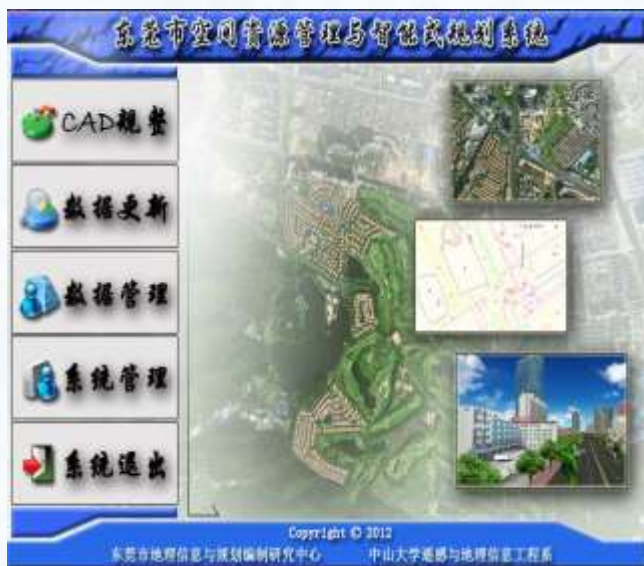 东莞市空间资源管理与智能式规划系统
CAD规整
数据更新
数据管理
系统管理
系统退出
Copyright © 2012
东莞市地理信息与规划编制研究中心 中山大学遥感与地理信息工程系